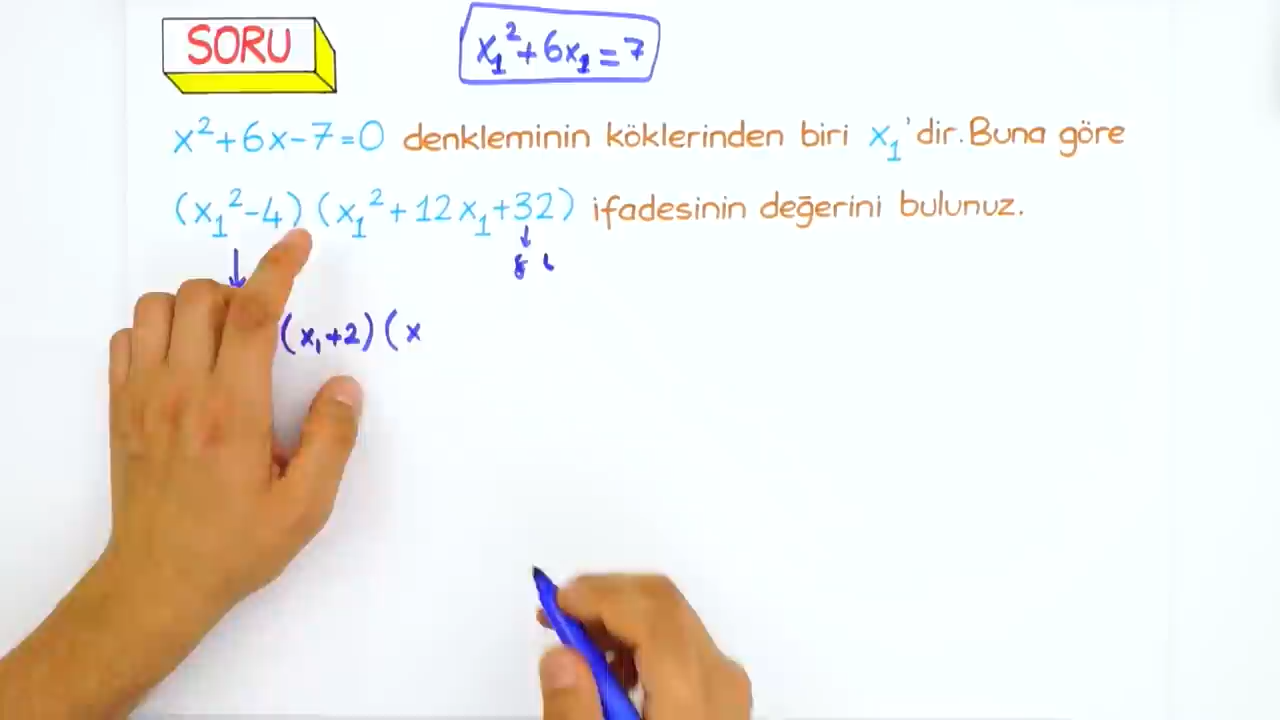 SORU
x₁²+6x₁=7
x²+6x-7=0 denkleminin köklerinden biri x₁'dir. Buna göre
(x₁²-4)(x₁²+12x₁+32) ifadesinin değerini bulunuz.
8
(x₁+2)(x